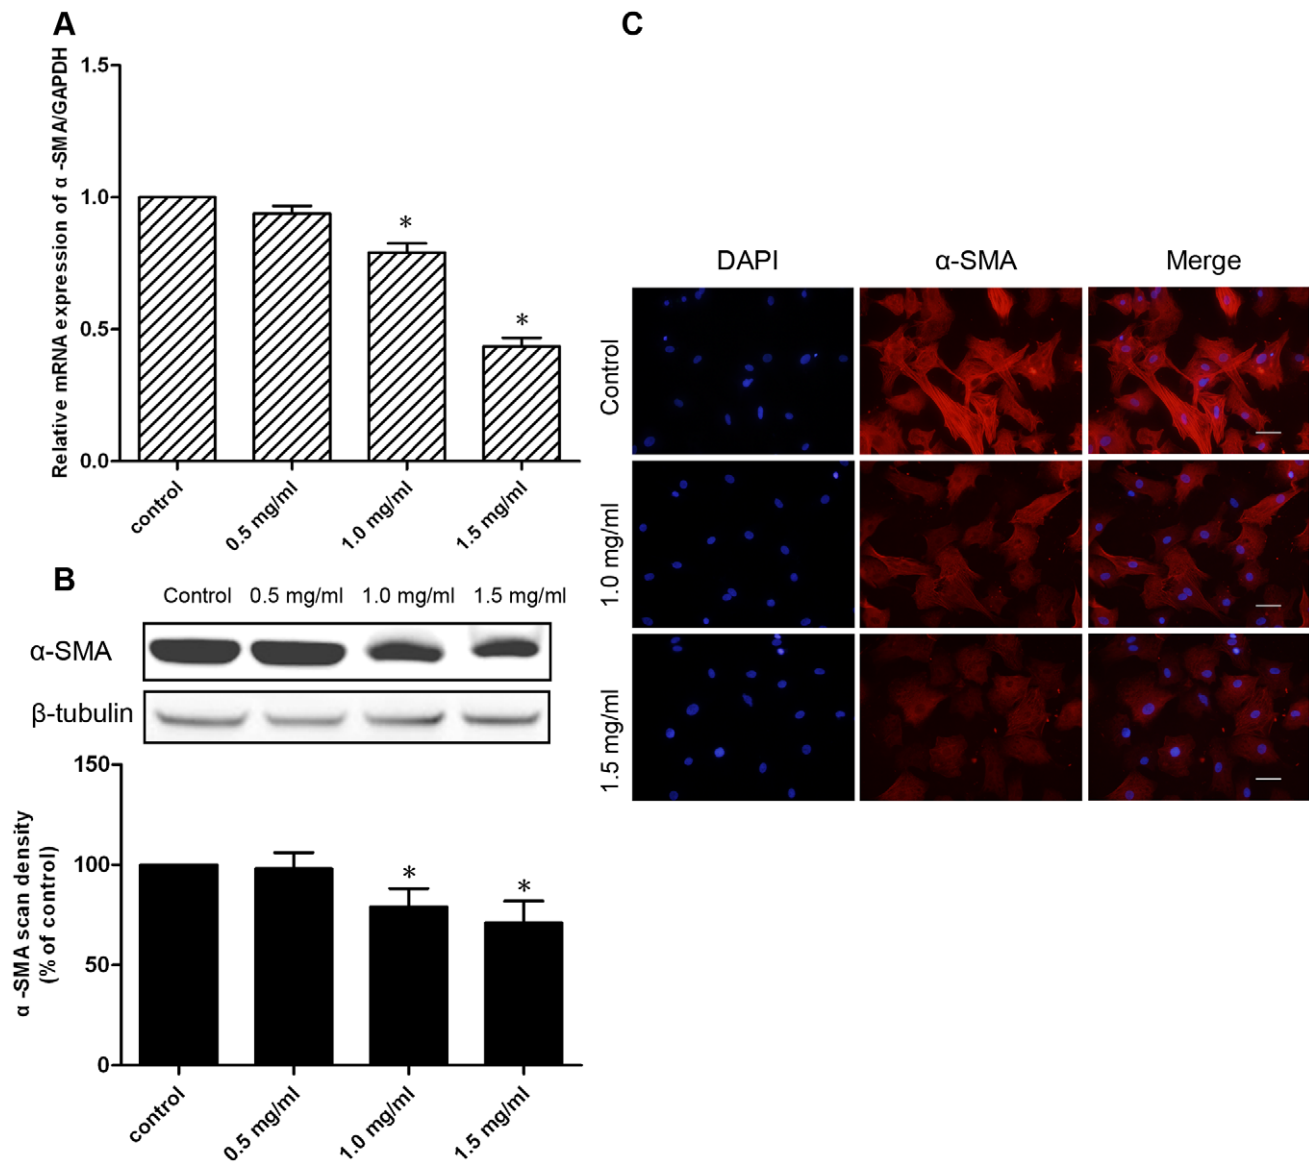 A
Relative mRNA expression of α -SMA/GAPDH
1.5
1.0
0.5
0.0
*
*
control
0.5 mg/ml
1.0 mg/ml
1.5 mg/ml
B
Control 0.5 mg/ml 1.0 mg/ml 1.5 mg/ml
α-SMA
β-tubulin
α -SMA scan density
(% of control)
150
100
50
0
*
*
control
0.5 mg/ml
1.0 mg/ml
1.5 mg/ml
C
DAPI α-SMA Merge
Control
1.0 mg/ml
1.5 mg/ml